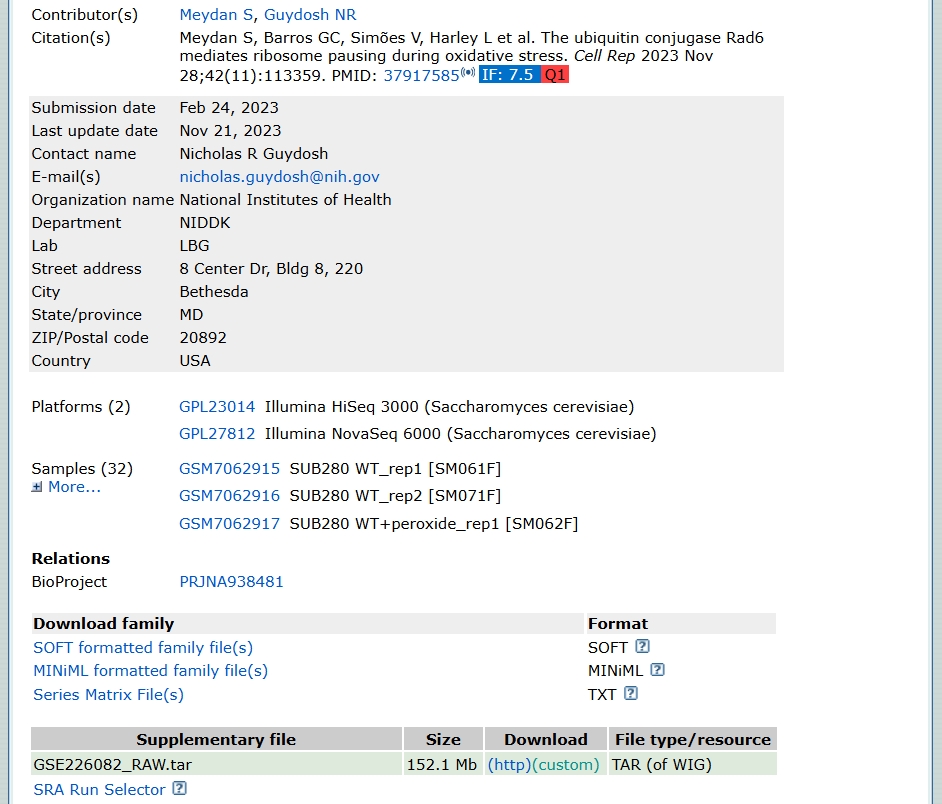 Contributor(s) Meydan S, Guydosh NR
Citation(s) Meydan S, Barros GC, Simões V, Harley L et al. The ubiquitin conjugase Rad6
mediates ribosome pausing during oxidative stress. Cell Rep 2023 Nov
28;42(11):113359. PMID: 37917585 IF: 7.5 Q1
Submission date Feb 24, 2023
Last update date Nov 21, 2023
Contact name Nicholas R Guydosh
E-mail(s) nicholas.guydosh@nih.gov
Organization name National Institutes of Health
Department NIDDK
Lab LBG
Street address 8 Center Dr, Bldg 8, 220
City Bethesda
State/province MD
ZIP/Postal code 20892
Country USA
Platforms (2) GPL23014 Illumina HiSeq 3000 (Saccharomyces cerevisiae)
GPL27812 Illumina NovaSeq 6000 (Saccharomyces cerevisiae)
Samples (32) GSM7062915 SUB280 WT_rep1 [SM061F]
More... GSM7062916 SUB280 WT_rep2 [SM071F]
GSM7062917 SUB280 WT+peroxide_rep1 [SM062F]
Relations
BioProject PRJNA938481
Download family Format
SOFT formatted family file(s) SOFT ?
MINiML formatted family file(s) MINiML ?
Series Matrix File(s) TXT ?
Supplementary file Size Download File type/resource
GSE226082_RAW.tar 152.1 Mb (http)(custom) TAR (of WIG)
SRA Run Selector ?